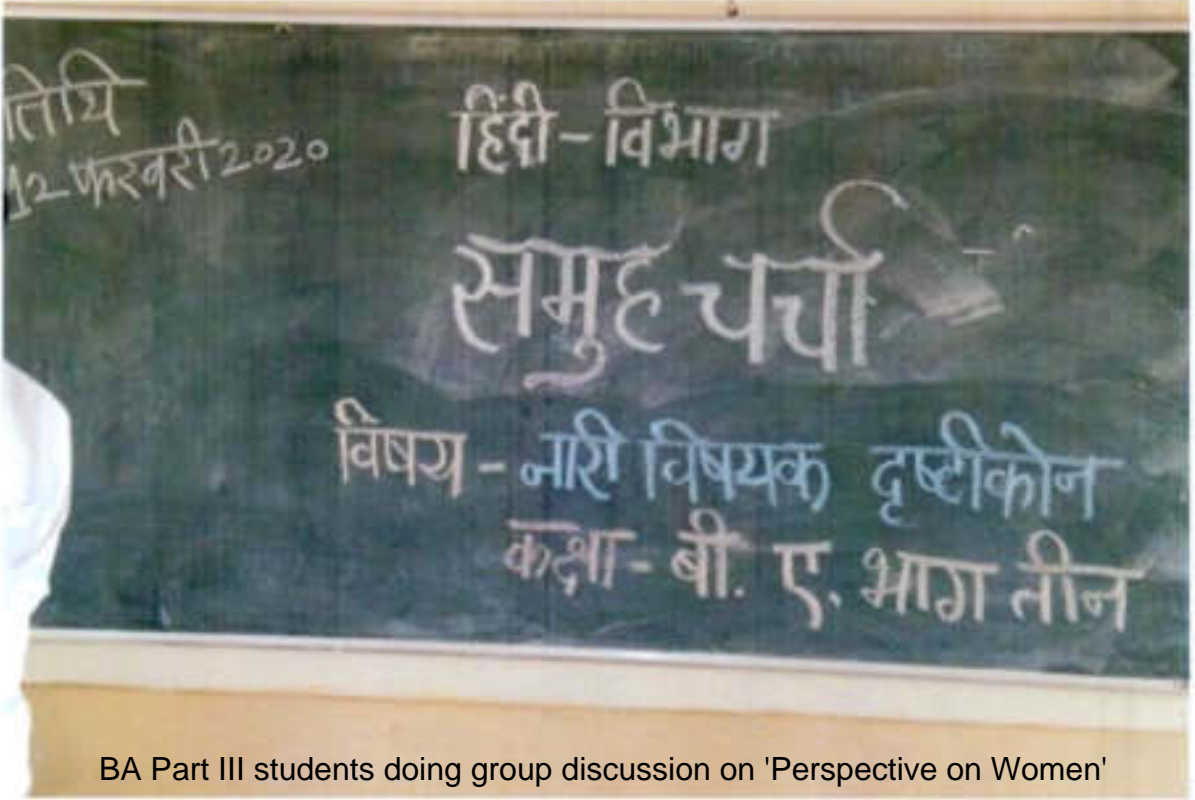 तिथि
12 फरवरी 2020
हिंदी - विभाग
समुह चर्चा
विषय - नारी विषयक दृष्टीकोन
कक्षा - बी. ए. भाग तीन
BA Part III students doing group discussion on 'Perspective on Women'